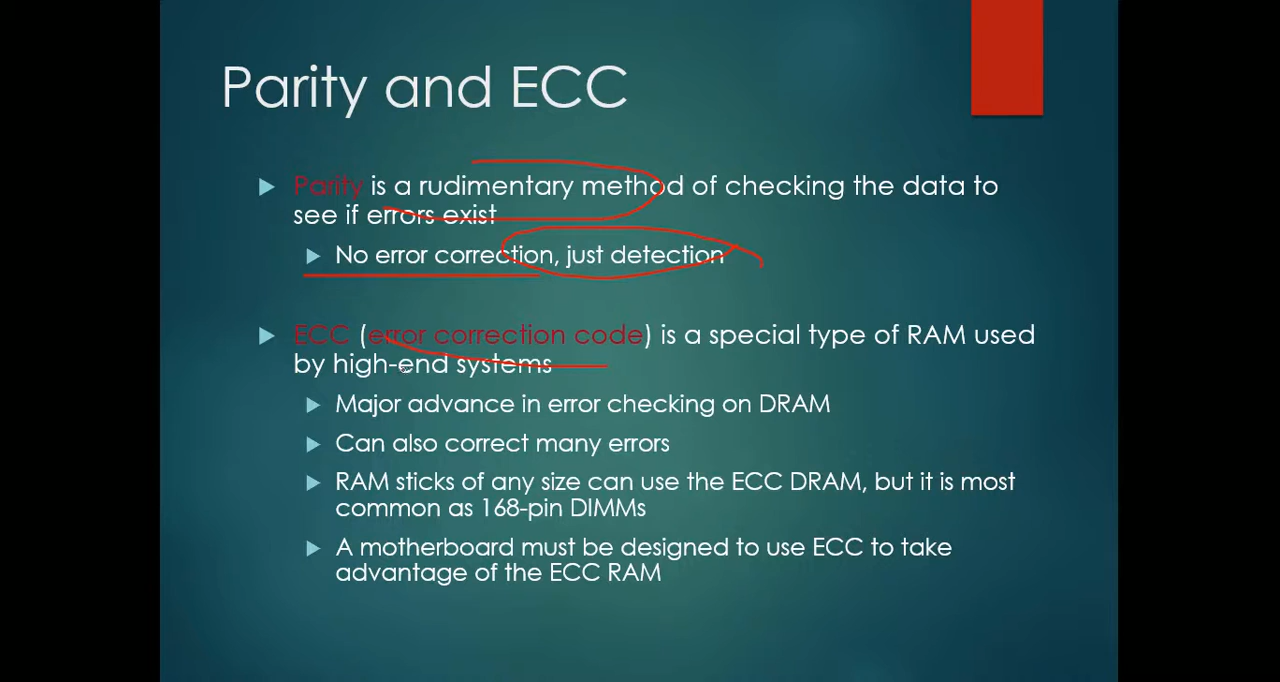 Parity and ECC
Parity is a rudimentary method of checking the data to
see if errors exist
No error correction, just detection
ECC (error correction code) is a special type of RAM used
by high-end systems
Major advance in error checking on DRAM
Can also correct many errors
RAM sticks of any size can use the ECC DRAM, but it is most
common as 168-pin DIMMs
A motherboard must be designed to use ECC to take
advantage of the ECC RAM